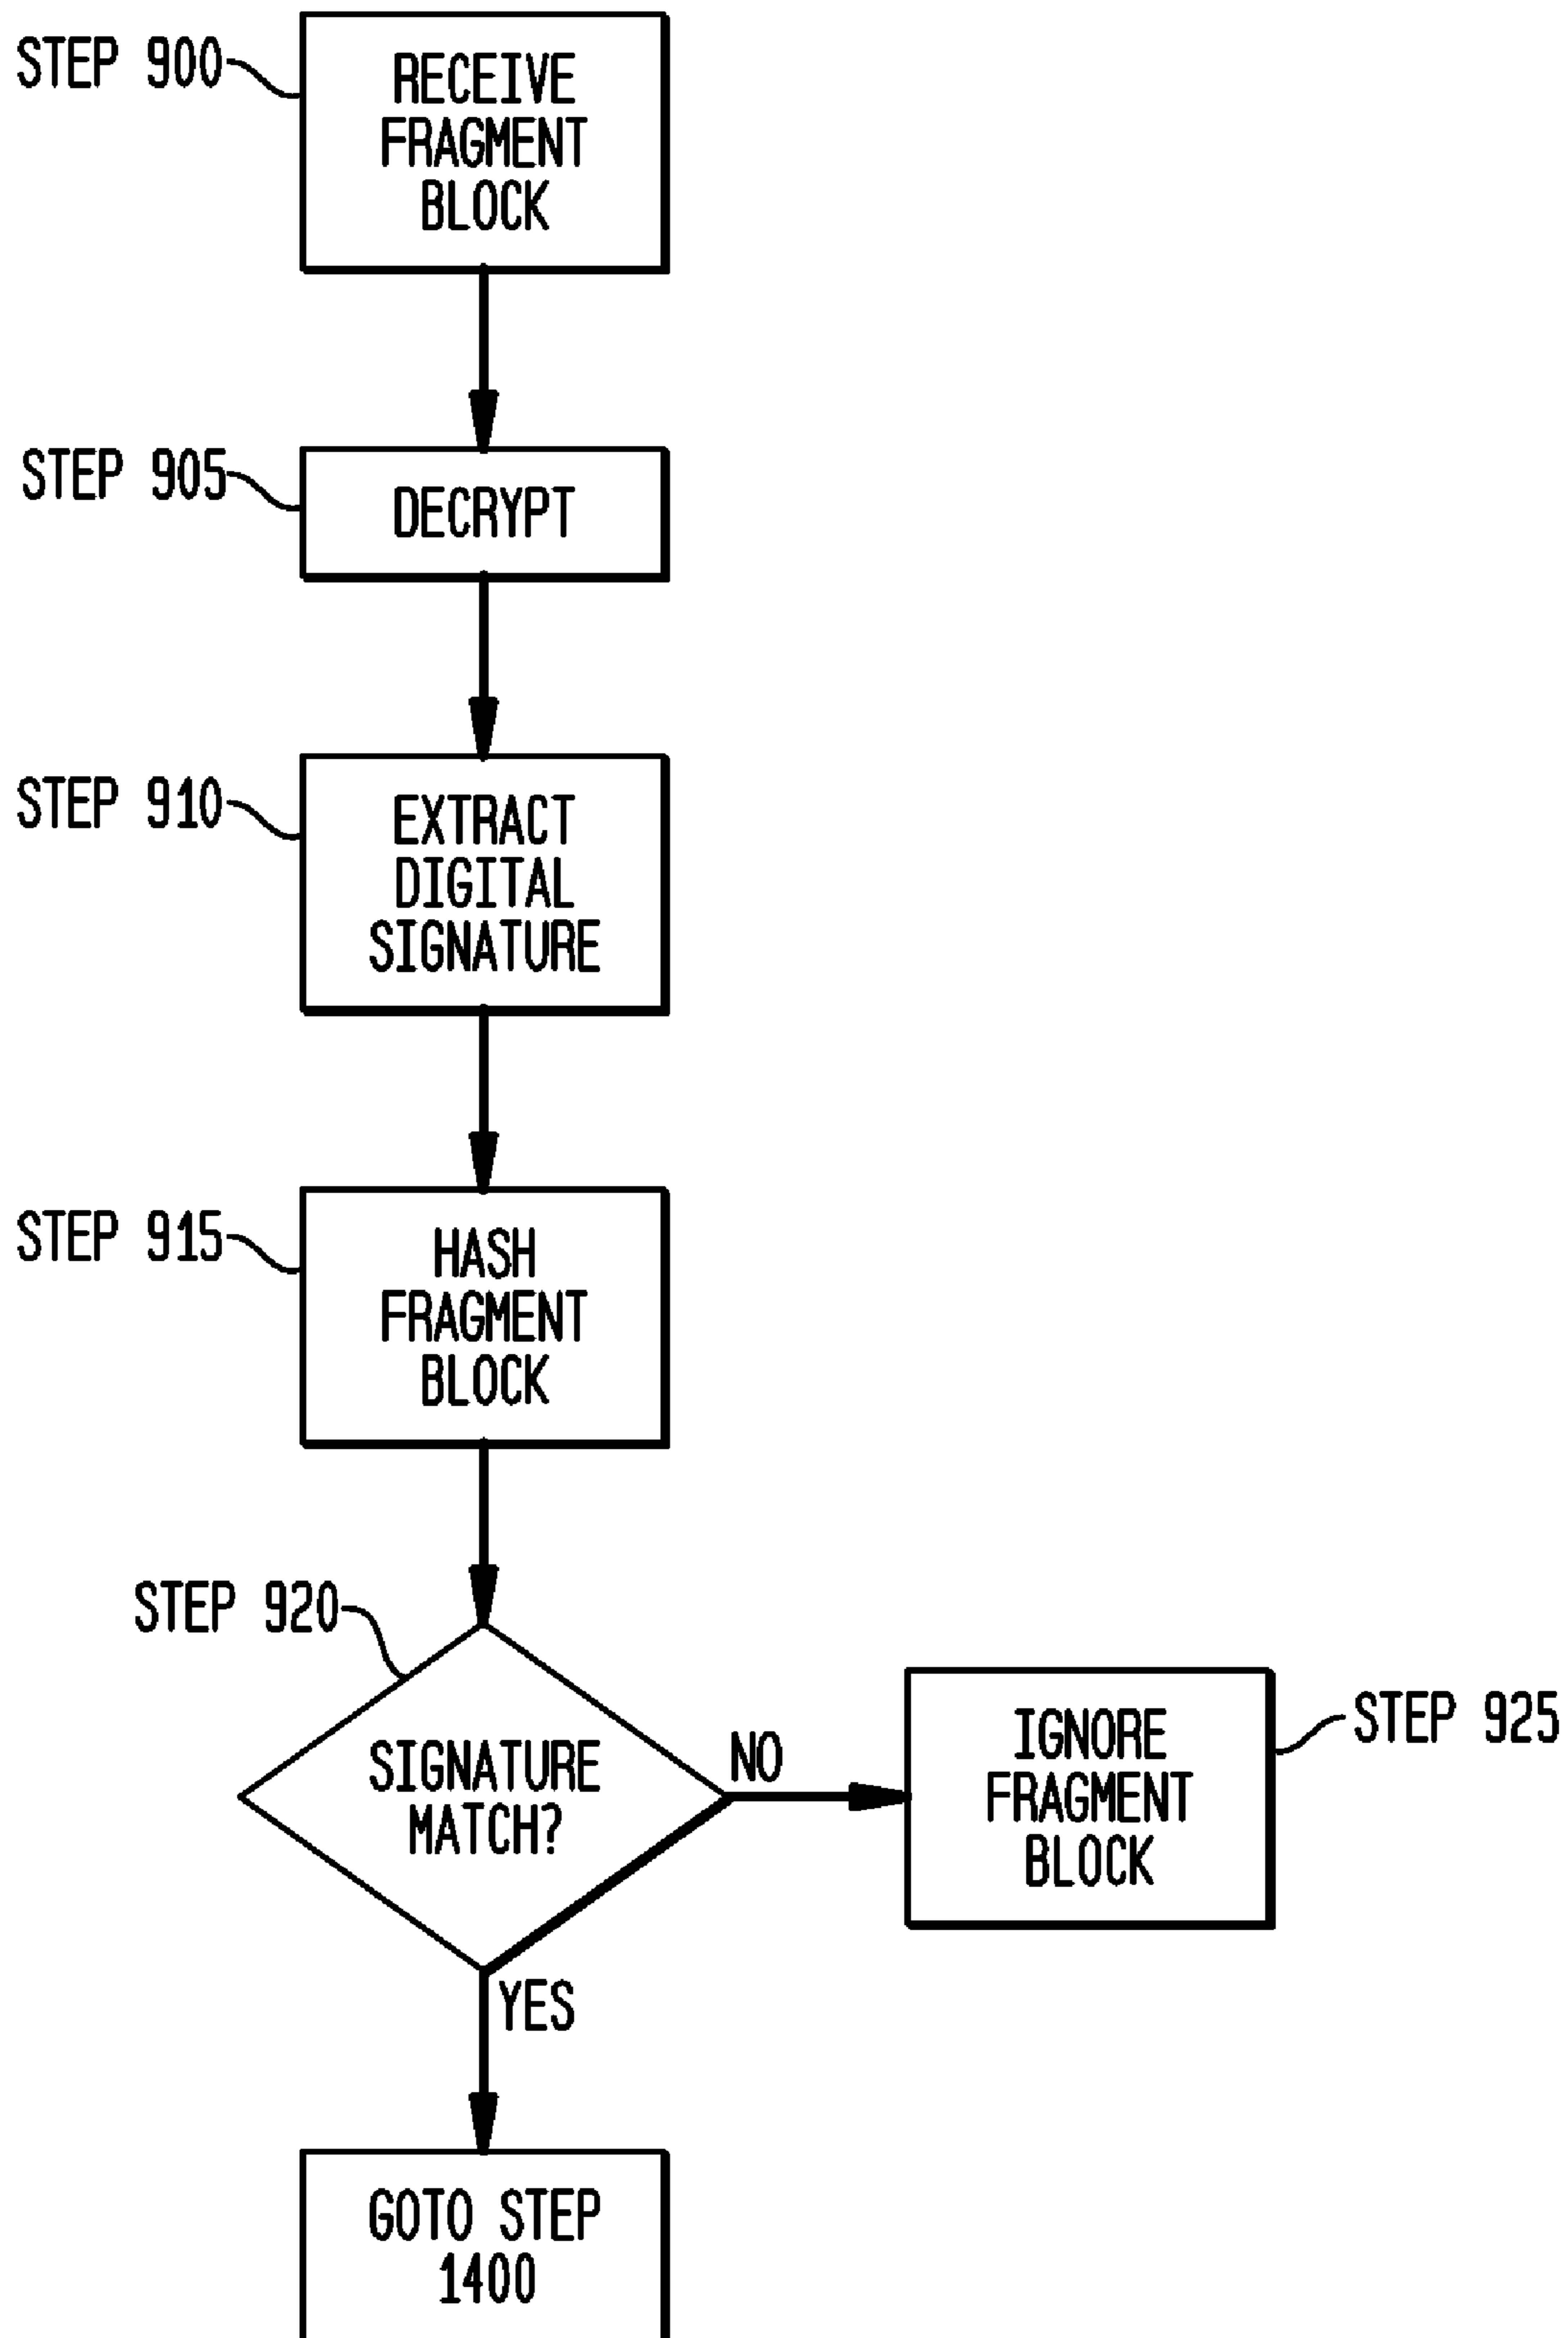 STEP 900
RECEIVE
FRAGMENT
BLOCK
STEP 905
DECRYPT
STEP 910
EXTRACT
DIGITAL
SIGNATURE
STEP 915
HASH
FRAGMENT
BLOCK
STEP 920
SIGNATURE
MATCH?
NO
IGNORE
FRAGMENT
BLOCK
STEP 925
YES
GOTO STEP
1400